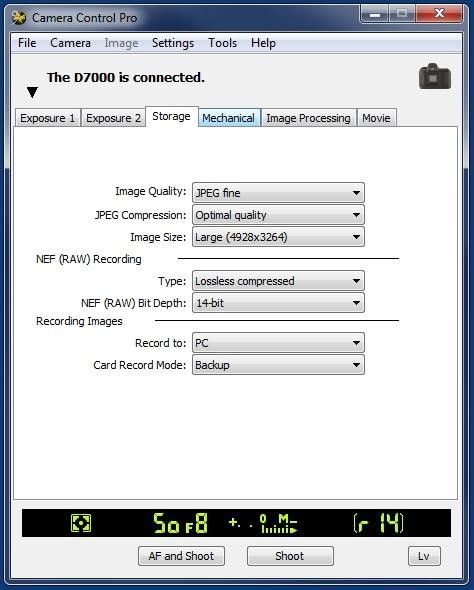 Camera Control Pro
File Camera Image Settings Tools Help
The D7000 is connected.
Exposure 1 Exposure 2 Storage Mechanical Image Processing Movie
Image Quality: JPEG fine
JPEG Compression: Optimal quality
Image Size: Large (4928x3264)
NEF (RAW) Recording
Type: Lossless compressed
NEF (RAW) Bit Depth: 14-bit
Recording Images
Record to: PC
Card Record Mode: Backup
50 F8 +. . 0 M- (r 14)
AF and Shoot Shoot Lv